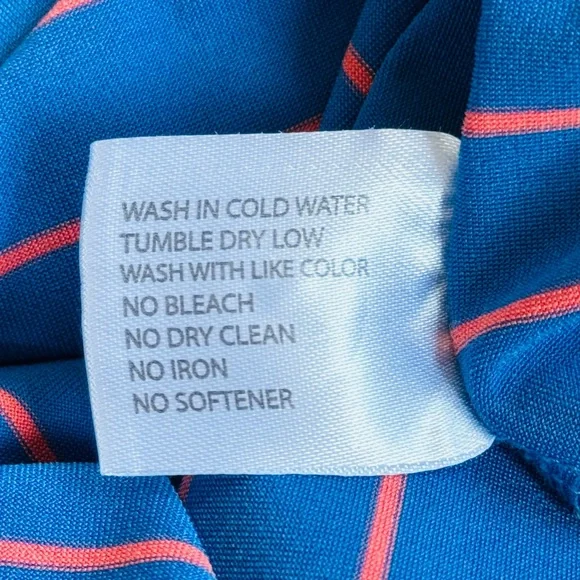 WASH IN COLD WATER
TUMBLE DRY LOW
WASH WITH LIKE COLOR
NO BLEACH
NO DRY CLEAN
NO IRON
NO SOFTENER